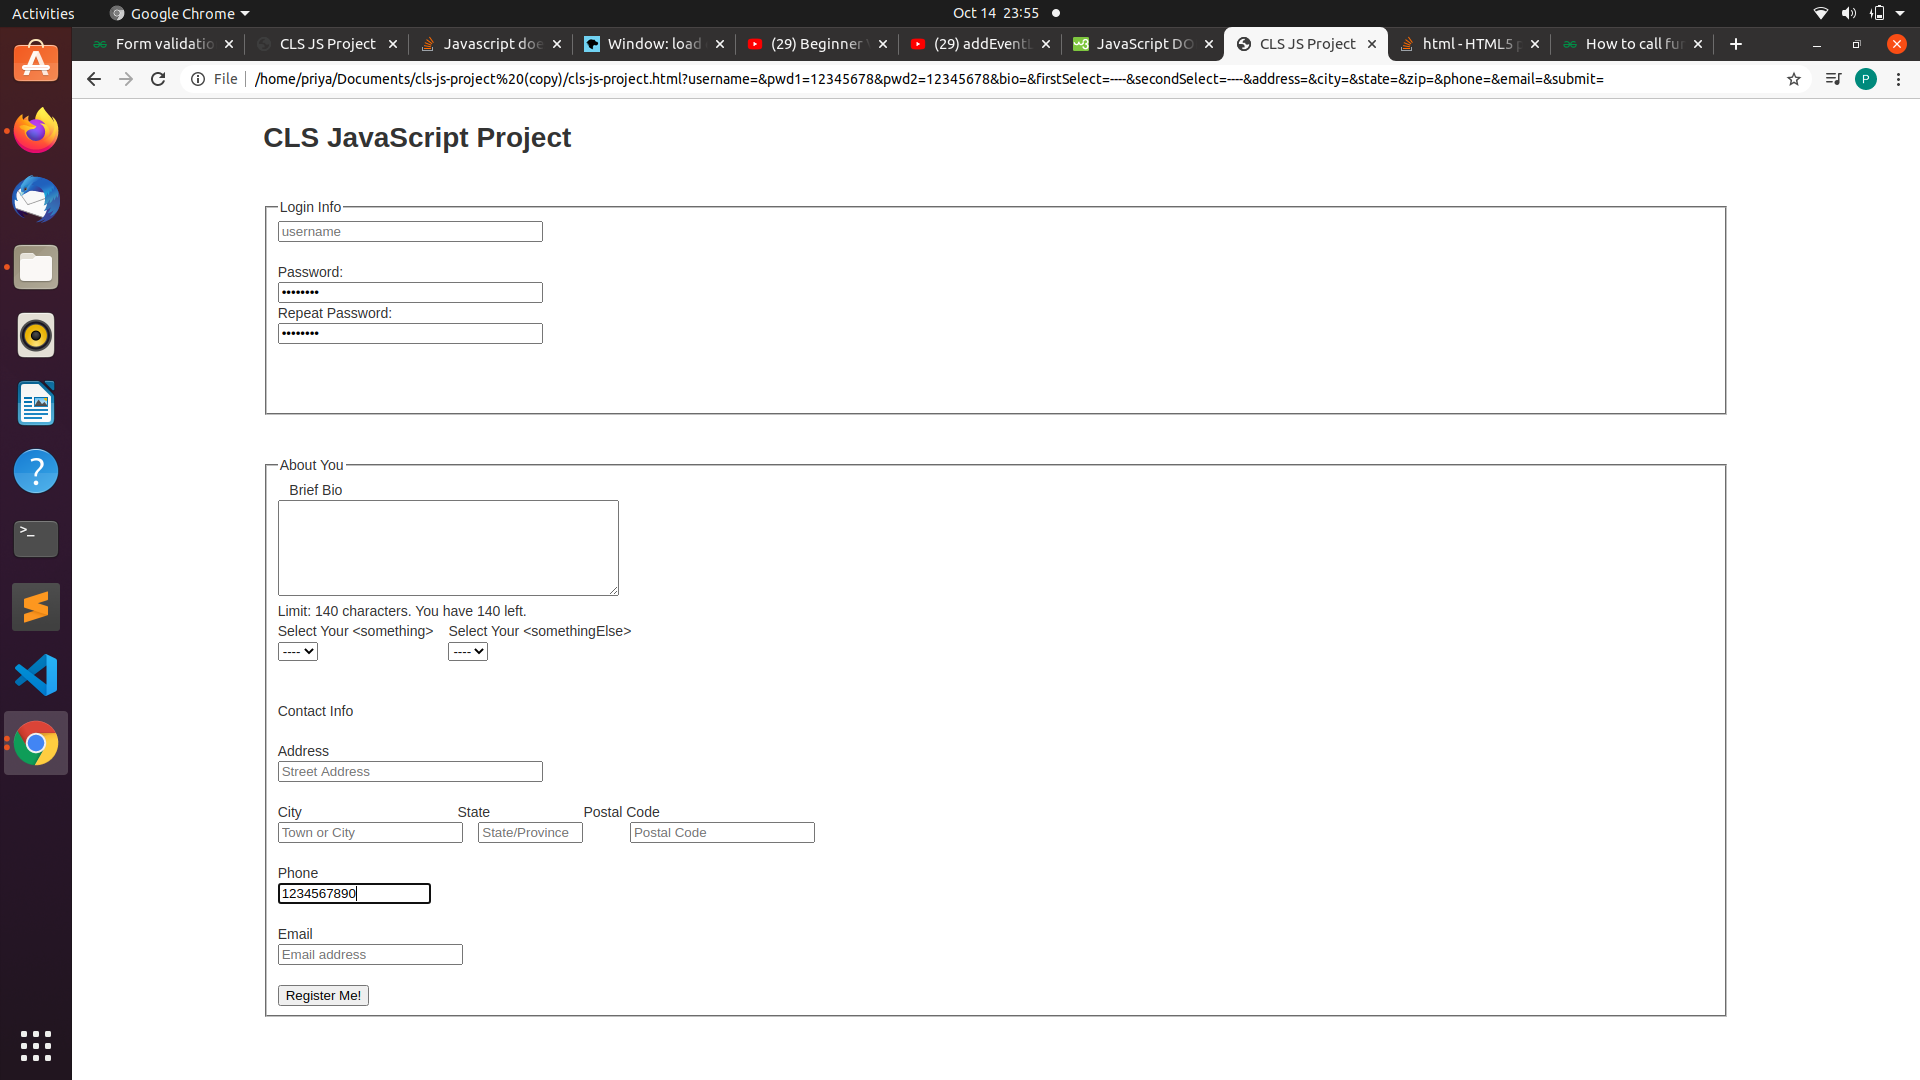 Activities Google Chrome Oct 14 23:55
Form validatio CLS JS Project Javascript doe Window: load (29) Beginner (29) addEventL JavaScript DO CLS JS Project html - HTML5 p How to call fun
File /home/priya/Documents/cls-js-project%20(copy)/cls-js-project.html?username=&pwd1=12345678&pwd2=12345678&bio=&firstSelect=----&secondSelect=----&address=&city=&state=&zip=&phone=&email=&submit= P
CLS JavaScript Project
Login Info
username
Password:
••••••••
Repeat Password:
••••••••
About You
Brief Bio
Limit: 140 characters. You have 140 left.
Select Your <something> Select Your <somethingElse>
---- ----
Contact Info
Address
Street Address
City State Postal Code
Town or City State/Province Postal Code
Phone
1234567890
Email
Email address
Register Me!